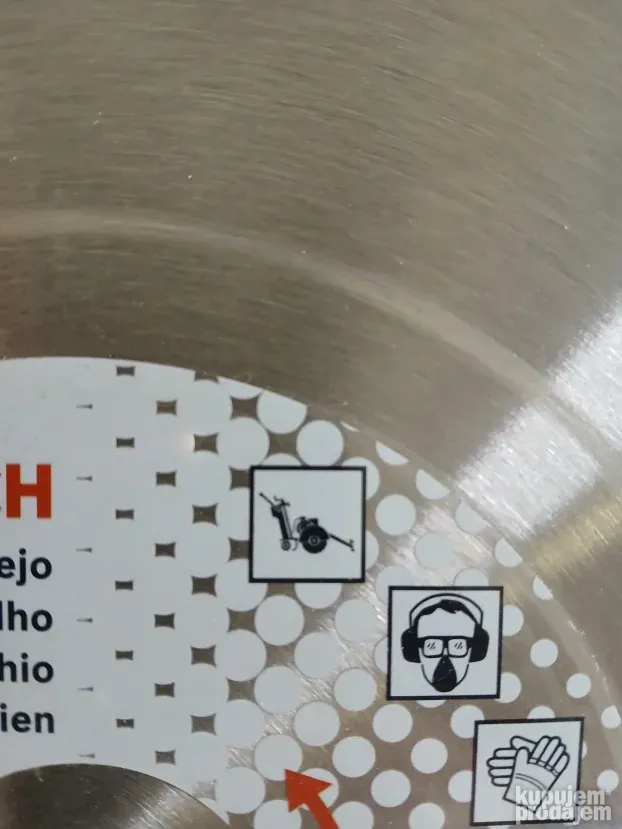 CH
ejo
lho
hio
ien
kupujem
prodajem